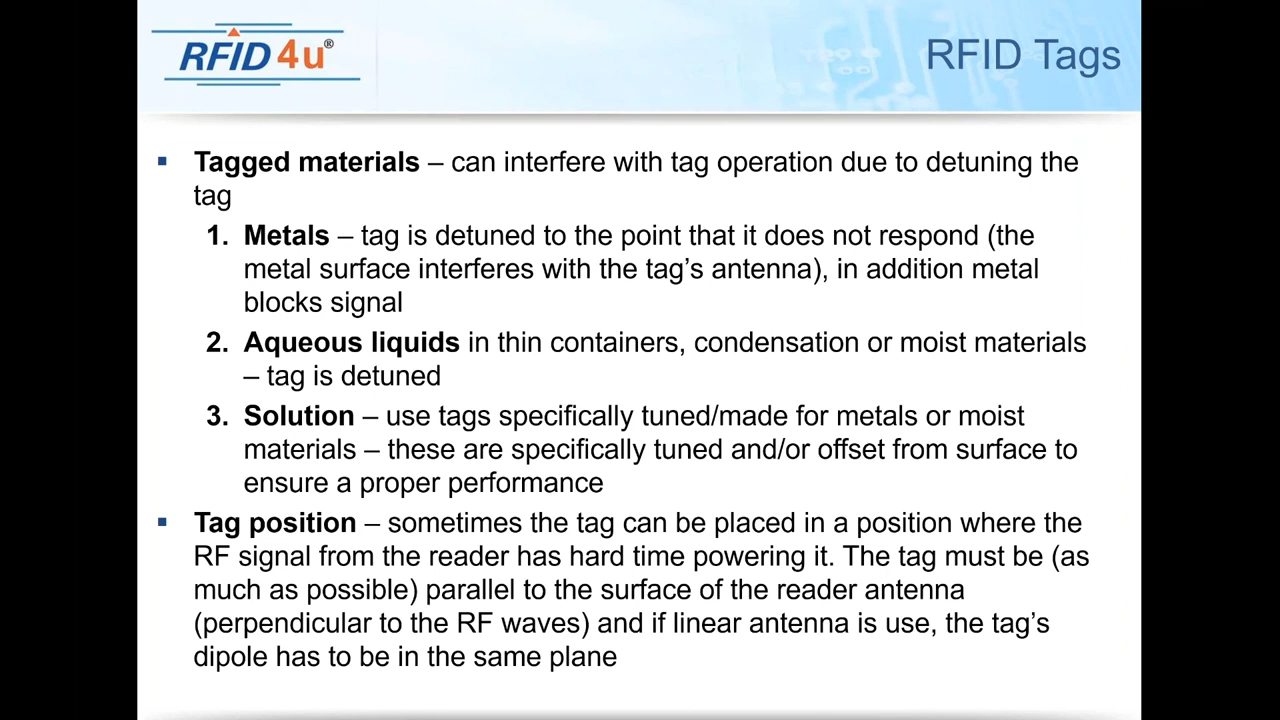 RFID4u®
RFID Tags
▪ Tagged materials – can interfere with tag operation due to detuning the
tag
1. Metals – tag is detuned to the point that it does not respond (the
metal surface interferes with the tag's antenna), in addition metal
blocks signal
2. Aqueous liquids in thin containers, condensation or moist materials
– tag is detuned
3. Solution – use tags specifically tuned/made for metals or moist
materials – these are specifically tuned and/or offset from surface to
ensure a proper performance
▪ Tag position – sometimes the tag can be placed in a position where the
RF signal from the reader has hard time powering it. The tag must be (as
much as possible) parallel to the surface of the reader antenna
(perpendicular to the RF waves) and if linear antenna is use, the tag's
dipole has to be in the same plane